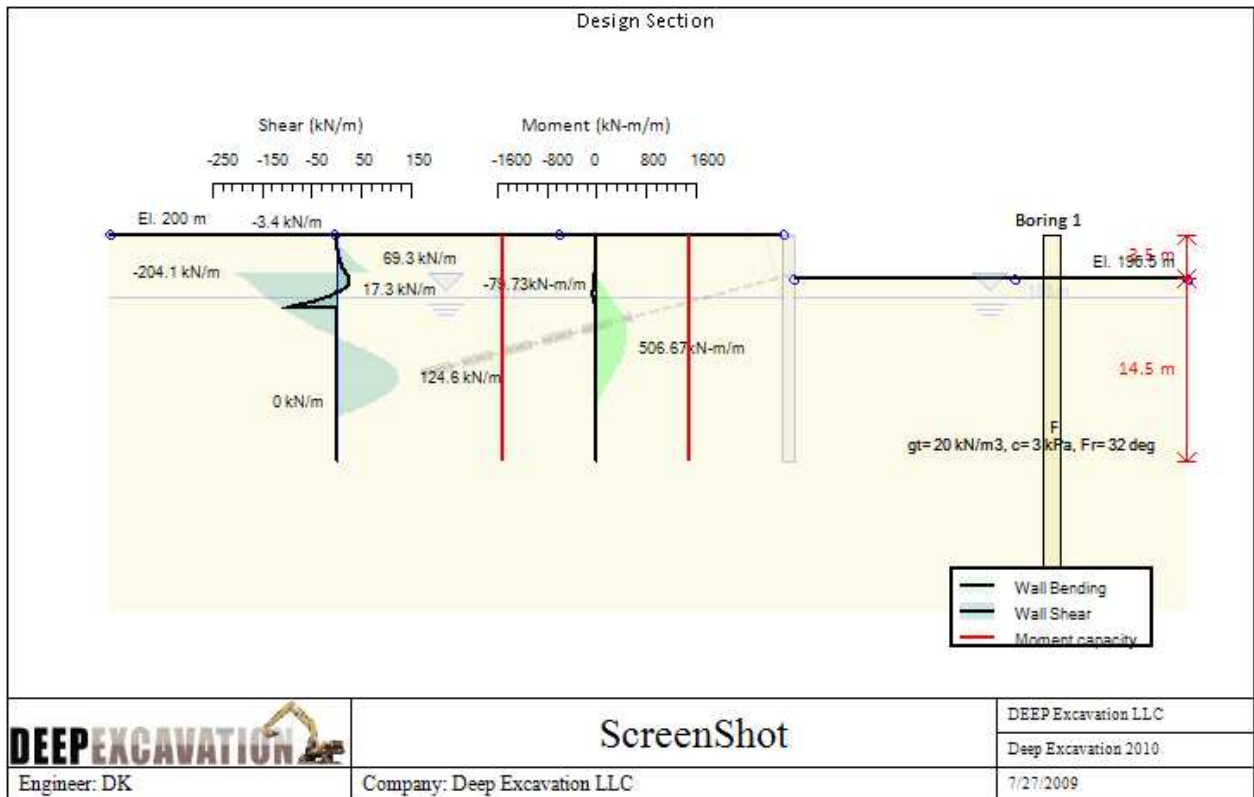 Design Section
Shear (kN/m)
Moment (kN-m/m)
-250 -150 -50 50 150
-1600 -800 0 800 1600
El. 200 m
-3.4 kN/m
Boring 1
69.3 kN/m
3.5 m
El. 196.5 m
-204.1 kN/m
17.3 kN/m
-79.73kN-m/m
506.67kN-m/m
124.6 kN/m
14.5 m
0 kN/m
F
gt= 20 kN/m3, c= 3 kPa, Fr= 32 deg
Wall Bending
Wall Shear
Moment capacity
DEEP EXCAVATION
ScreenShot
DEEP Excavation LLC
Deep Excavation 2010
Engineer: DK
Company: Deep Excavation LLC
7/27/2009